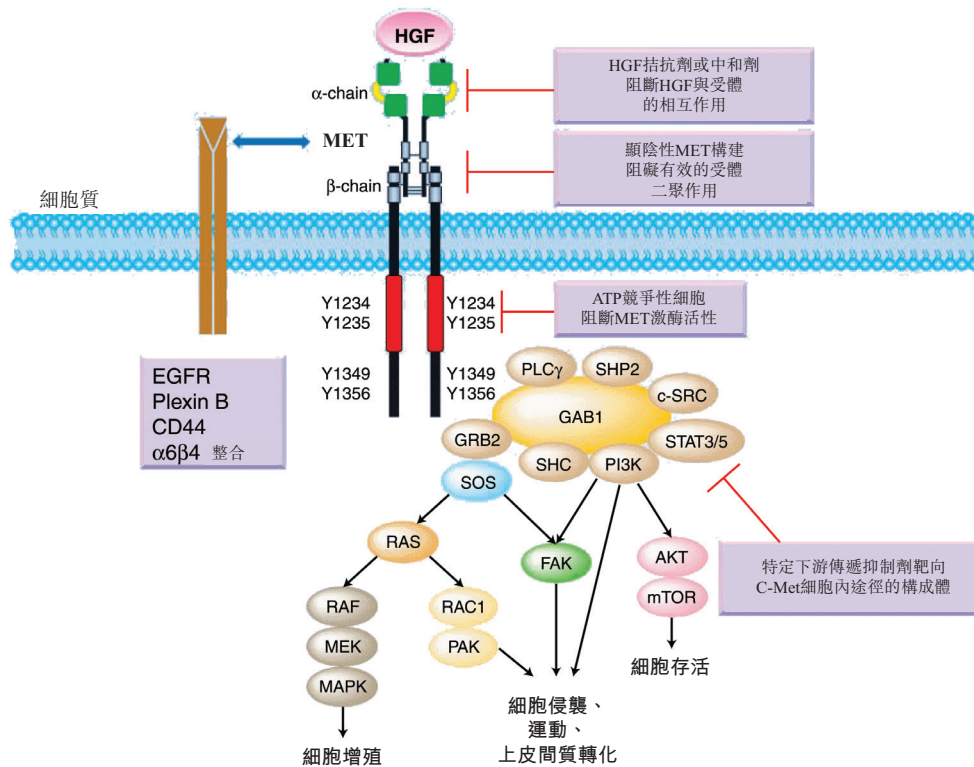 HGF
HGF拮抗劑或中和劑
阻斷HGF與受體
的相互作用
α-chain
MET
顯陰性MET構建
阻礙有效的受體
二聚作用
β-chain
細胞質
Y1234
Y1235
Y1234
Y1235
ATP競爭性細胞
阻斷MET激酶活性
Y1349
Y1356
Y1349
Y1356
EGFR
Plexin B
CD44
α6β4 整合
PLCγ
SHP2
c-SRC
GAB1
GRB2
STAT3/5
SHC
PI3K
SOS
RAS
FAK
AKT
mTOR
特定下游傳遞抑制劑靶向
C-Met細胞內途徑的構成體
RAF
MEK
MAPK
RAC1
PAK
細胞存活
細胞侵襲、
運動、
上皮間質轉化
細胞增殖